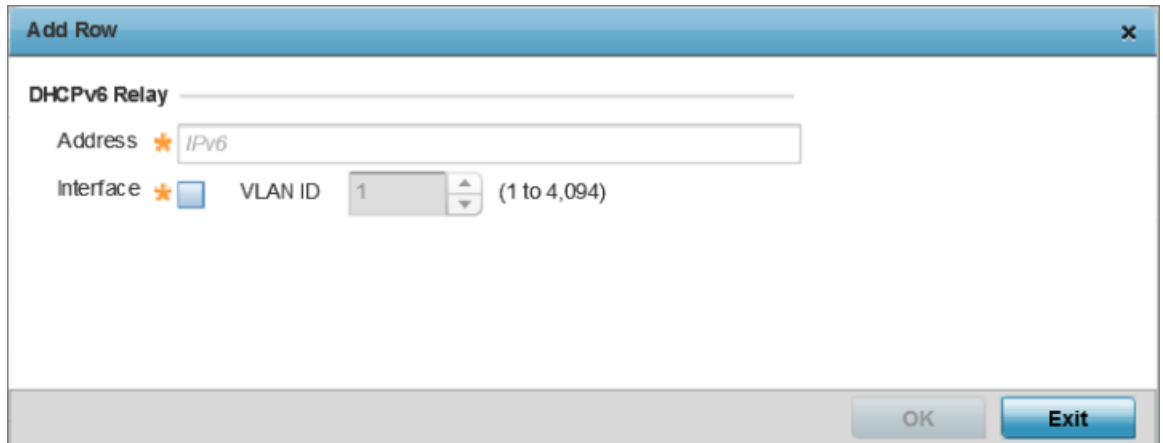 Add Row
DHCPv6 Relay
Address * IPv6
Interface * VLAN ID 1 (1 to 4,094)
OK Exit